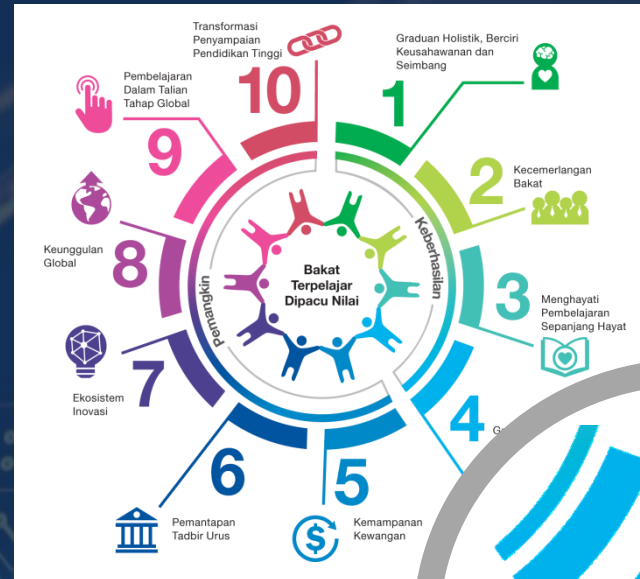 Transformasi
Penyampaian
Pendidikan Tinggi
10
Graduan Holistik, Berciri
Keusahawanan dan
Seimbang
1
Kecemerlangan
Bakat
2
Menghayati
Pembelajaran
Sepanjang Hayat
3
4
Kemampanan
Kewangan
5
$
Pemantapan
Tadbir Urus
6
Ekosistem
Inovasi
7
Keunggulan
Global
8
Pembelajaran
Dalam Talian
Tahap Global
9
Pemangkin
Bakat
Terpelajar
Dipacu Nilai
Keberhasilan